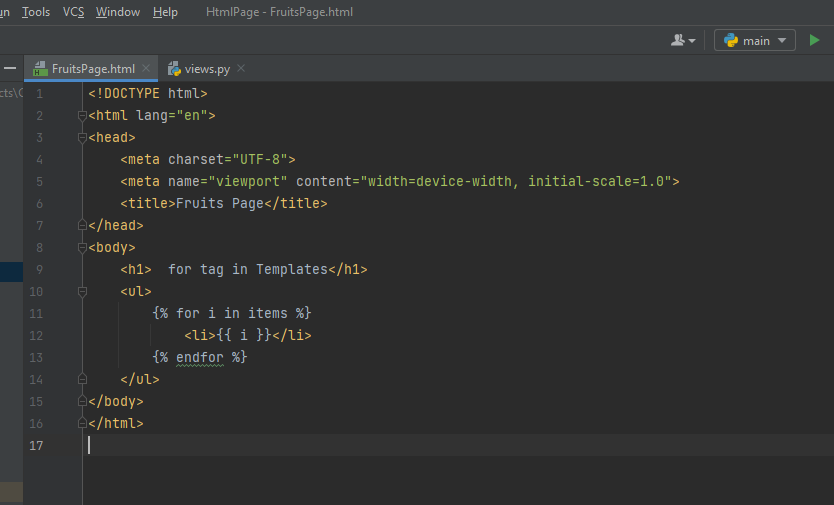 Tools VCS Window Help HtmlPage - FruitsPage.html
main
FruitsPage.html views.py
1 <!DOCTYPE html>
2 <html lang="en">
3 <head>
4 <meta charset="UTF-8">
5 <meta name="viewport" content="width=device-width, initial-scale=1.0">
6 <title>Fruits Page</title>
7 </head>
8 <body>
9 <h1>  for tag in Templates</h1>
10 <ul>
11 {% for i in items %}
12 <li>{{ i }}</li>
13 {% endfor %}
14 </ul>
15 </body>
16 </html>
17